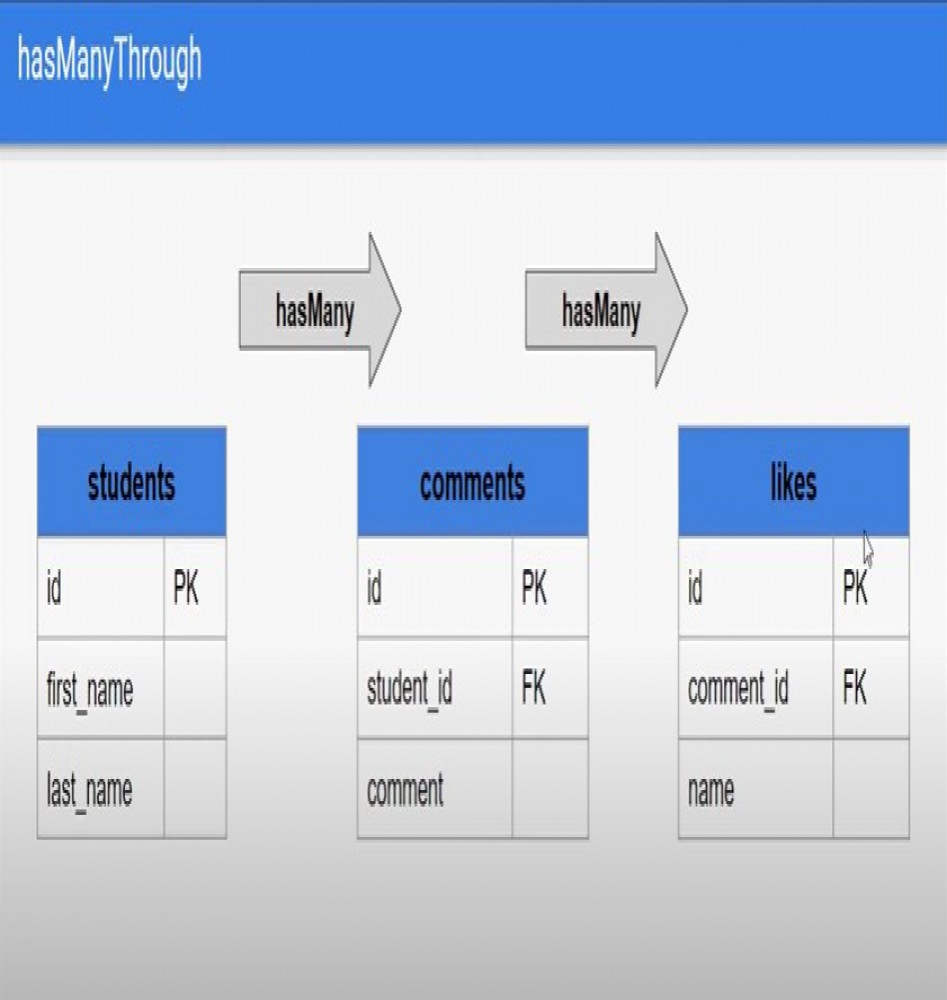 hasManyThrough
hasMany
hasMany
students
id PK
first_name
last_name
comments
id PK
student_id FK
comment
likes
id PK
comment_id FK
name